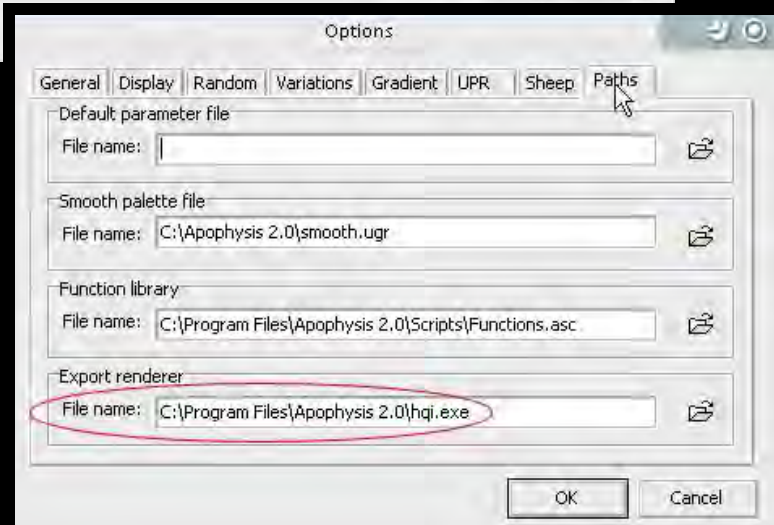 Options
General Display Random Variations Gradient UPR Sheep Paths
Default parameter file
File name:
Smooth palette file
File name: C:\Apophysis 2.0\smooth.ugr
Function library
File name: C:\Program Files\Apophysis 2.0\Scripts\Functions.asc
Export renderer
File name: C:\Program Files\Apophysis 2.0\hqi.exe
OK Cancel